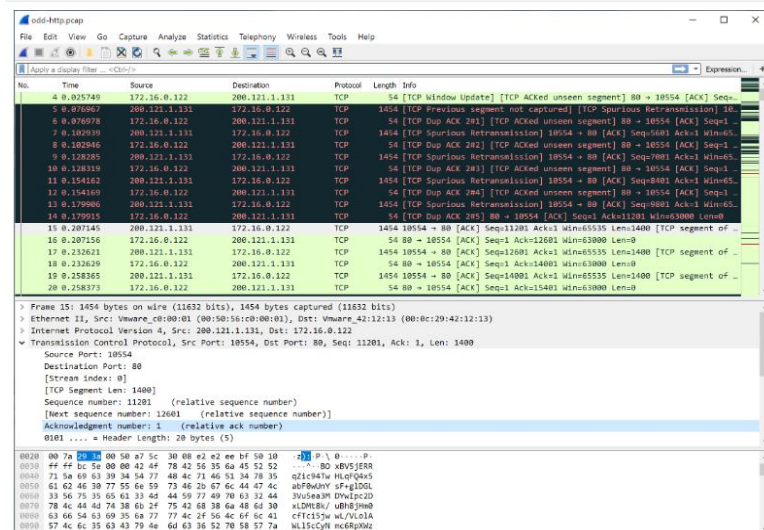 odd-http.pcap
File Edit View Go Capture Analyze Statistics Telephony Wireless Tools Help
Apply a display filter ... <Ctrl-/> Expression... +
No. Time Source Destination Protocol Length Info
4 0.025749 172.16.0.122 200.121.1.131 TCP 54 [TCP Window Update] [TCP ACKed unseen segment] 80 → 10554 [ACK] Seq=…
5 0.076967 200.121.1.131 172.16.0.122 TCP 1454 [TCP Previous segment not captured] [TCP Spurious Retransmission] 10…
6 0.076978 172.16.0.122 200.121.1.131 TCP 54 [TCP Dup ACK 2#1] [TCP ACKed unseen segment] 80 → 10554 [ACK] Seq=1 …
7 0.102939 200.121.1.131 172.16.0.122 TCP 1454 [TCP Spurious Retransmission] 10554 → 80 [ACK] Seq=5601 Ack=1 Win=65…
8 0.102946 172.16.0.122 200.121.1.131 TCP 54 [TCP Dup ACK 2#2] [TCP ACKed unseen segment] 80 → 10554 [ACK] Seq=1 …
9 0.128285 200.121.1.131 172.16.0.122 TCP 1454 [TCP Spurious Retransmission] 10554 → 80 [ACK] Seq=7001 Ack=1 Win=65…
10 0.128319 172.16.0.122 200.121.1.131 TCP 54 [TCP Dup ACK 2#3] [TCP ACKed unseen segment] 80 → 10554 [ACK] Seq=1 …
11 0.154162 200.121.1.131 172.16.0.122 TCP 1454 [TCP Spurious Retransmission] 10554 → 80 [ACK] Seq=8401 Ack=1 Win=65…
12 0.154169 172.16.0.122 200.121.1.131 TCP 54 [TCP Dup ACK 2#4] [TCP ACKed unseen segment] 80 → 10554 [ACK] Seq=1 …
13 0.179906 200.121.1.131 172.16.0.122 TCP 1454 [TCP Spurious Retransmission] 10554 → 80 [ACK] Seq=9801 Ack=1 Win=65…
14 0.179915 172.16.0.122 200.121.1.131 TCP 54 [TCP Dup ACK 2#5] 80 → 10554 [ACK] Seq=1 Ack=11201 Win=63000 Len=0
15 0.207145 200.121.1.131 172.16.0.122 TCP 1454 10554 → 80 [ACK] Seq=11201 Ack=1 Win=65535 Len=1400 [TCP segment of …
16 0.207156 172.16.0.122 200.121.1.131 TCP 54 80 → 10554 [ACK] Seq=1 Ack=12601 Win=63000 Len=0
17 0.232621 200.121.1.131 172.16.0.122 TCP 1454 10554 → 80 [ACK] Seq=12601 Ack=1 Win=65535 Len=1400 [TCP segment of …
18 0.232629 172.16.0.122 200.121.1.131 TCP 54 80 → 10554 [ACK] Seq=1 Ack=14001 Win=63000 Len=0
19 0.258365 200.121.1.131 172.16.0.122 TCP 1454 10554 → 80 [ACK] Seq=14001 Ack=1 Win=65535 Len=1400 [TCP segment of …
20 0.258373 172.16.0.122 200.121.1.131 TCP 54 80 → 10554 [ACK] Seq=1 Ack=15401 Win=63000 Len=0
> Frame 15: 1454 bytes on wire (11632 bits), 1454 bytes captured (11632 bits)
> Ethernet II, Src: Vmware_c0:00:01 (00:50:56:c0:00:01), Dst: Vmware_42:12:13 (00:0c:29:42:12:13)
> Internet Protocol Version 4, Src: 200.121.1.131, Dst: 172.16.0.122
Transmission Control Protocol, Src Port: 10554, Dst Port: 80, Seq: 11201, Ack: 1, Len: 1400
Source Port: 10554
Destination Port: 80
[Stream index: 0]
[TCP Segment Len: 1400]
Sequence number: 11201 (relative sequence number)
[Next sequence number: 12601 (relative sequence number)]
Acknowledgment number: 1 (relative ack number)
0101 .... = Header Length: 20 bytes (5)
0020 00 7a 29 3a 00 50 a7 5c 30 08 e2 e2 ee bf 50 10 ·z):·P·\ 0·····P·
0030 ff ff bc 5e 00 00 42 4f 78 42 56 35 6a 45 52 52 ···^··BO xBV5jERR
0040 71 5a 69 63 39 34 54 77 48 4c 71 46 51 34 78 35 qZic94Tw HLqFQ4x5
0050 61 62 46 30 77 55 6e 59 73 46 2b 67 6c 44 47 4c abF0wUnY sF+glDGL
0060 33 56 75 35 65 61 33 4d 44 59 77 49 70 63 32 44 3Vu5ea3M DYwIpc2D
0070 78 4c 44 4d 74 38 6b 2f 75 42 68 38 6a 48 6d 30 xLDMt8k/ uBh8jHm0
0080 63 66 54 63 69 35 6a 77 77 4c 2f 56 4c 6f 6c 41 cfTci5jw wL/VLolA
0090 57 4c 6c 35 63 43 79 4e 6d 63 36 52 70 58 57 7a WLl5cCyN mc6RpXWz